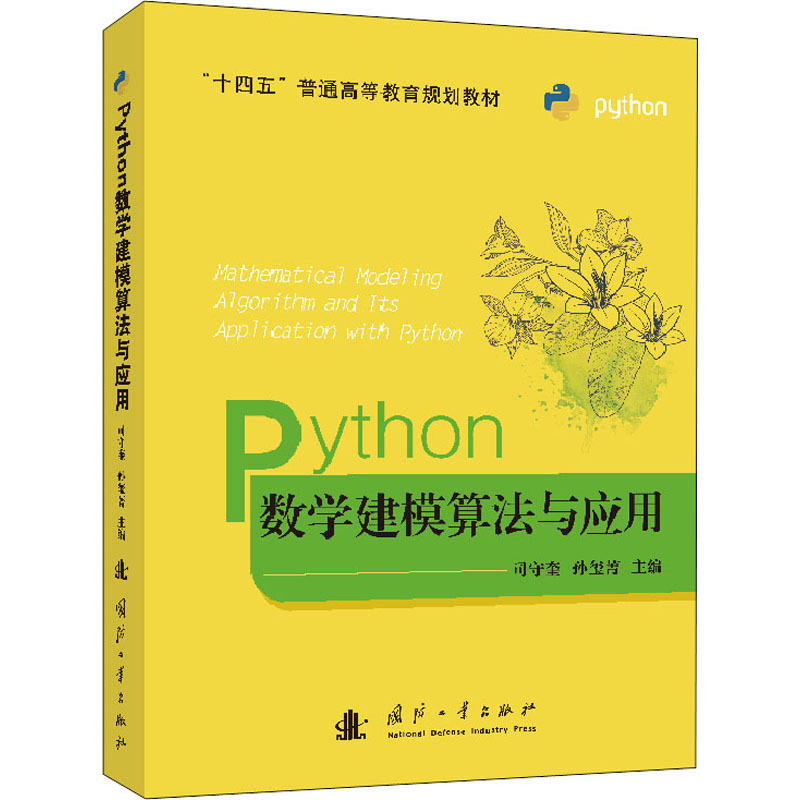 “十四五”普通高等教育规划教材
python
Mathematical Modeling
Algorithm and Its
Application with Python
Python
数学建模算法与应用
司守奎 孙玺菁 主编
国防工业出版社
National Defense Industry Press
Python数学建模算法与应用
司守奎 孙玺菁 主编
国防工业出版社